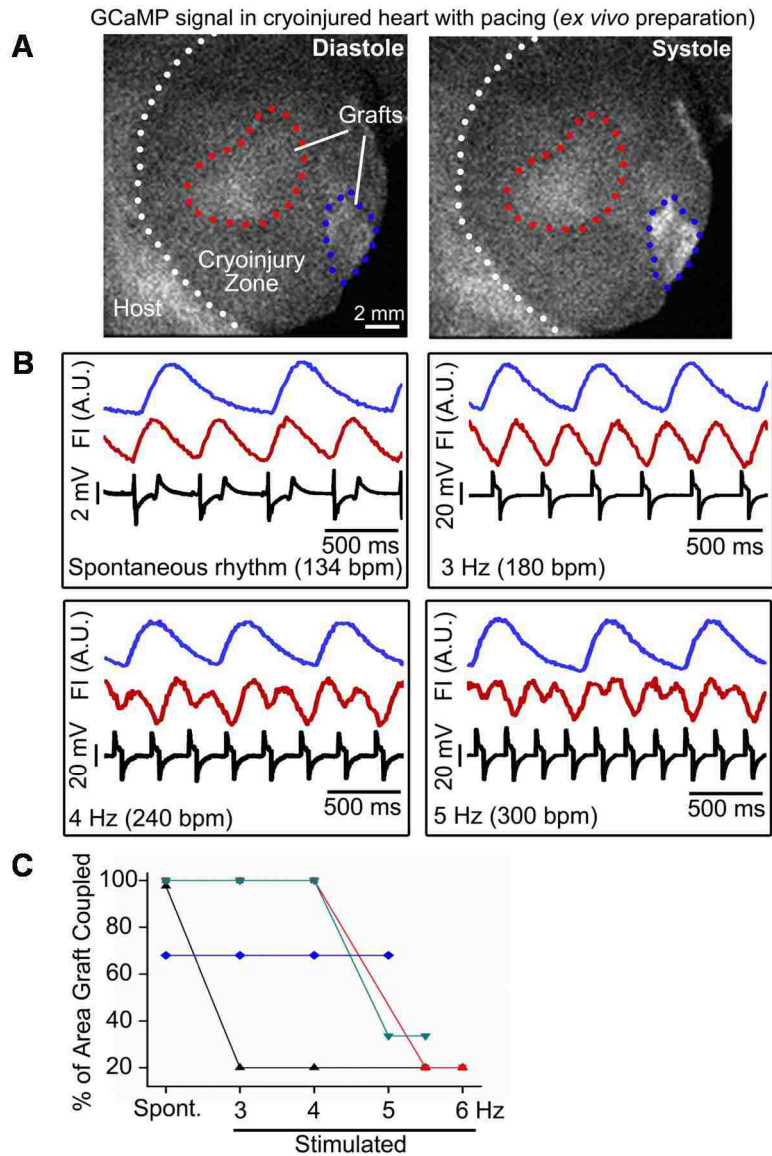 GCaMP signal in cryoinjured heart with pacing (ex vivo preparation)
A
Diastole
Systole
Grafts
Cryoinjury
Zone
Host
2 mm
B
FI (A.U.)
2 mV
500 ms
Spontaneous rhythm (134 bpm)
FI (A.U.)
20 mV
500 ms
3 Hz (180 bpm)
FI (A.U.)
20 mV
500 ms
4 Hz (240 bpm)
FI (A.U.)
20 mV
500 ms
5 Hz (300 bpm)
C
% of Area Graft Coupled
100
80
60
40
20
Spont. 3 4 5 6 Hz
Stimulated